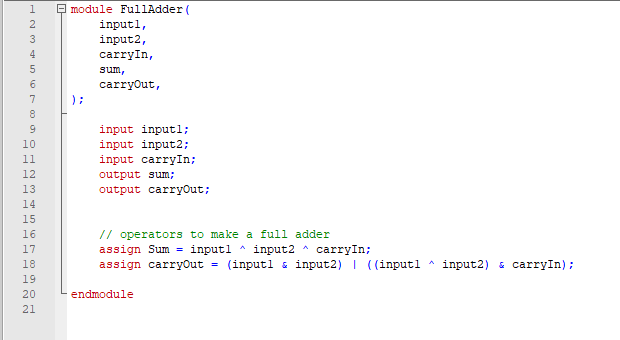 1 module FullAdder(
2 input1,
3 input2,
4 carryIn,
5 sum,
6 carryOut,
7 );
8
9 input input1;
10 input input2;
11 input carryIn;
12 output sum;
13 output carryOut;
14
15
16 // operators to make a full adder
17 assign Sum = input1 ^ input2 ^ carryIn;
18 assign carryOut = (input1 & input2) | ((input1 ^ input2) & carryIn);
19
20 endmodule
21